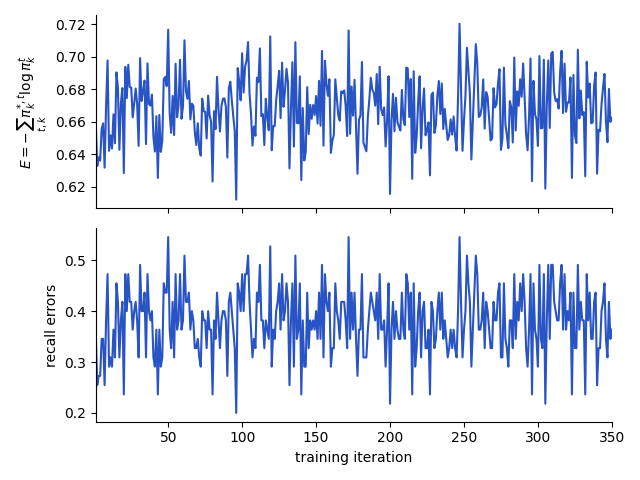 0.72
0.70
0.68
0.66
0.64
0.62
E = −∑_{t,k} π_k^{*,t} log π_k^t
0.5
0.4
0.3
0.2
recall errors
50 100 150 200 250 300 350
training iteration